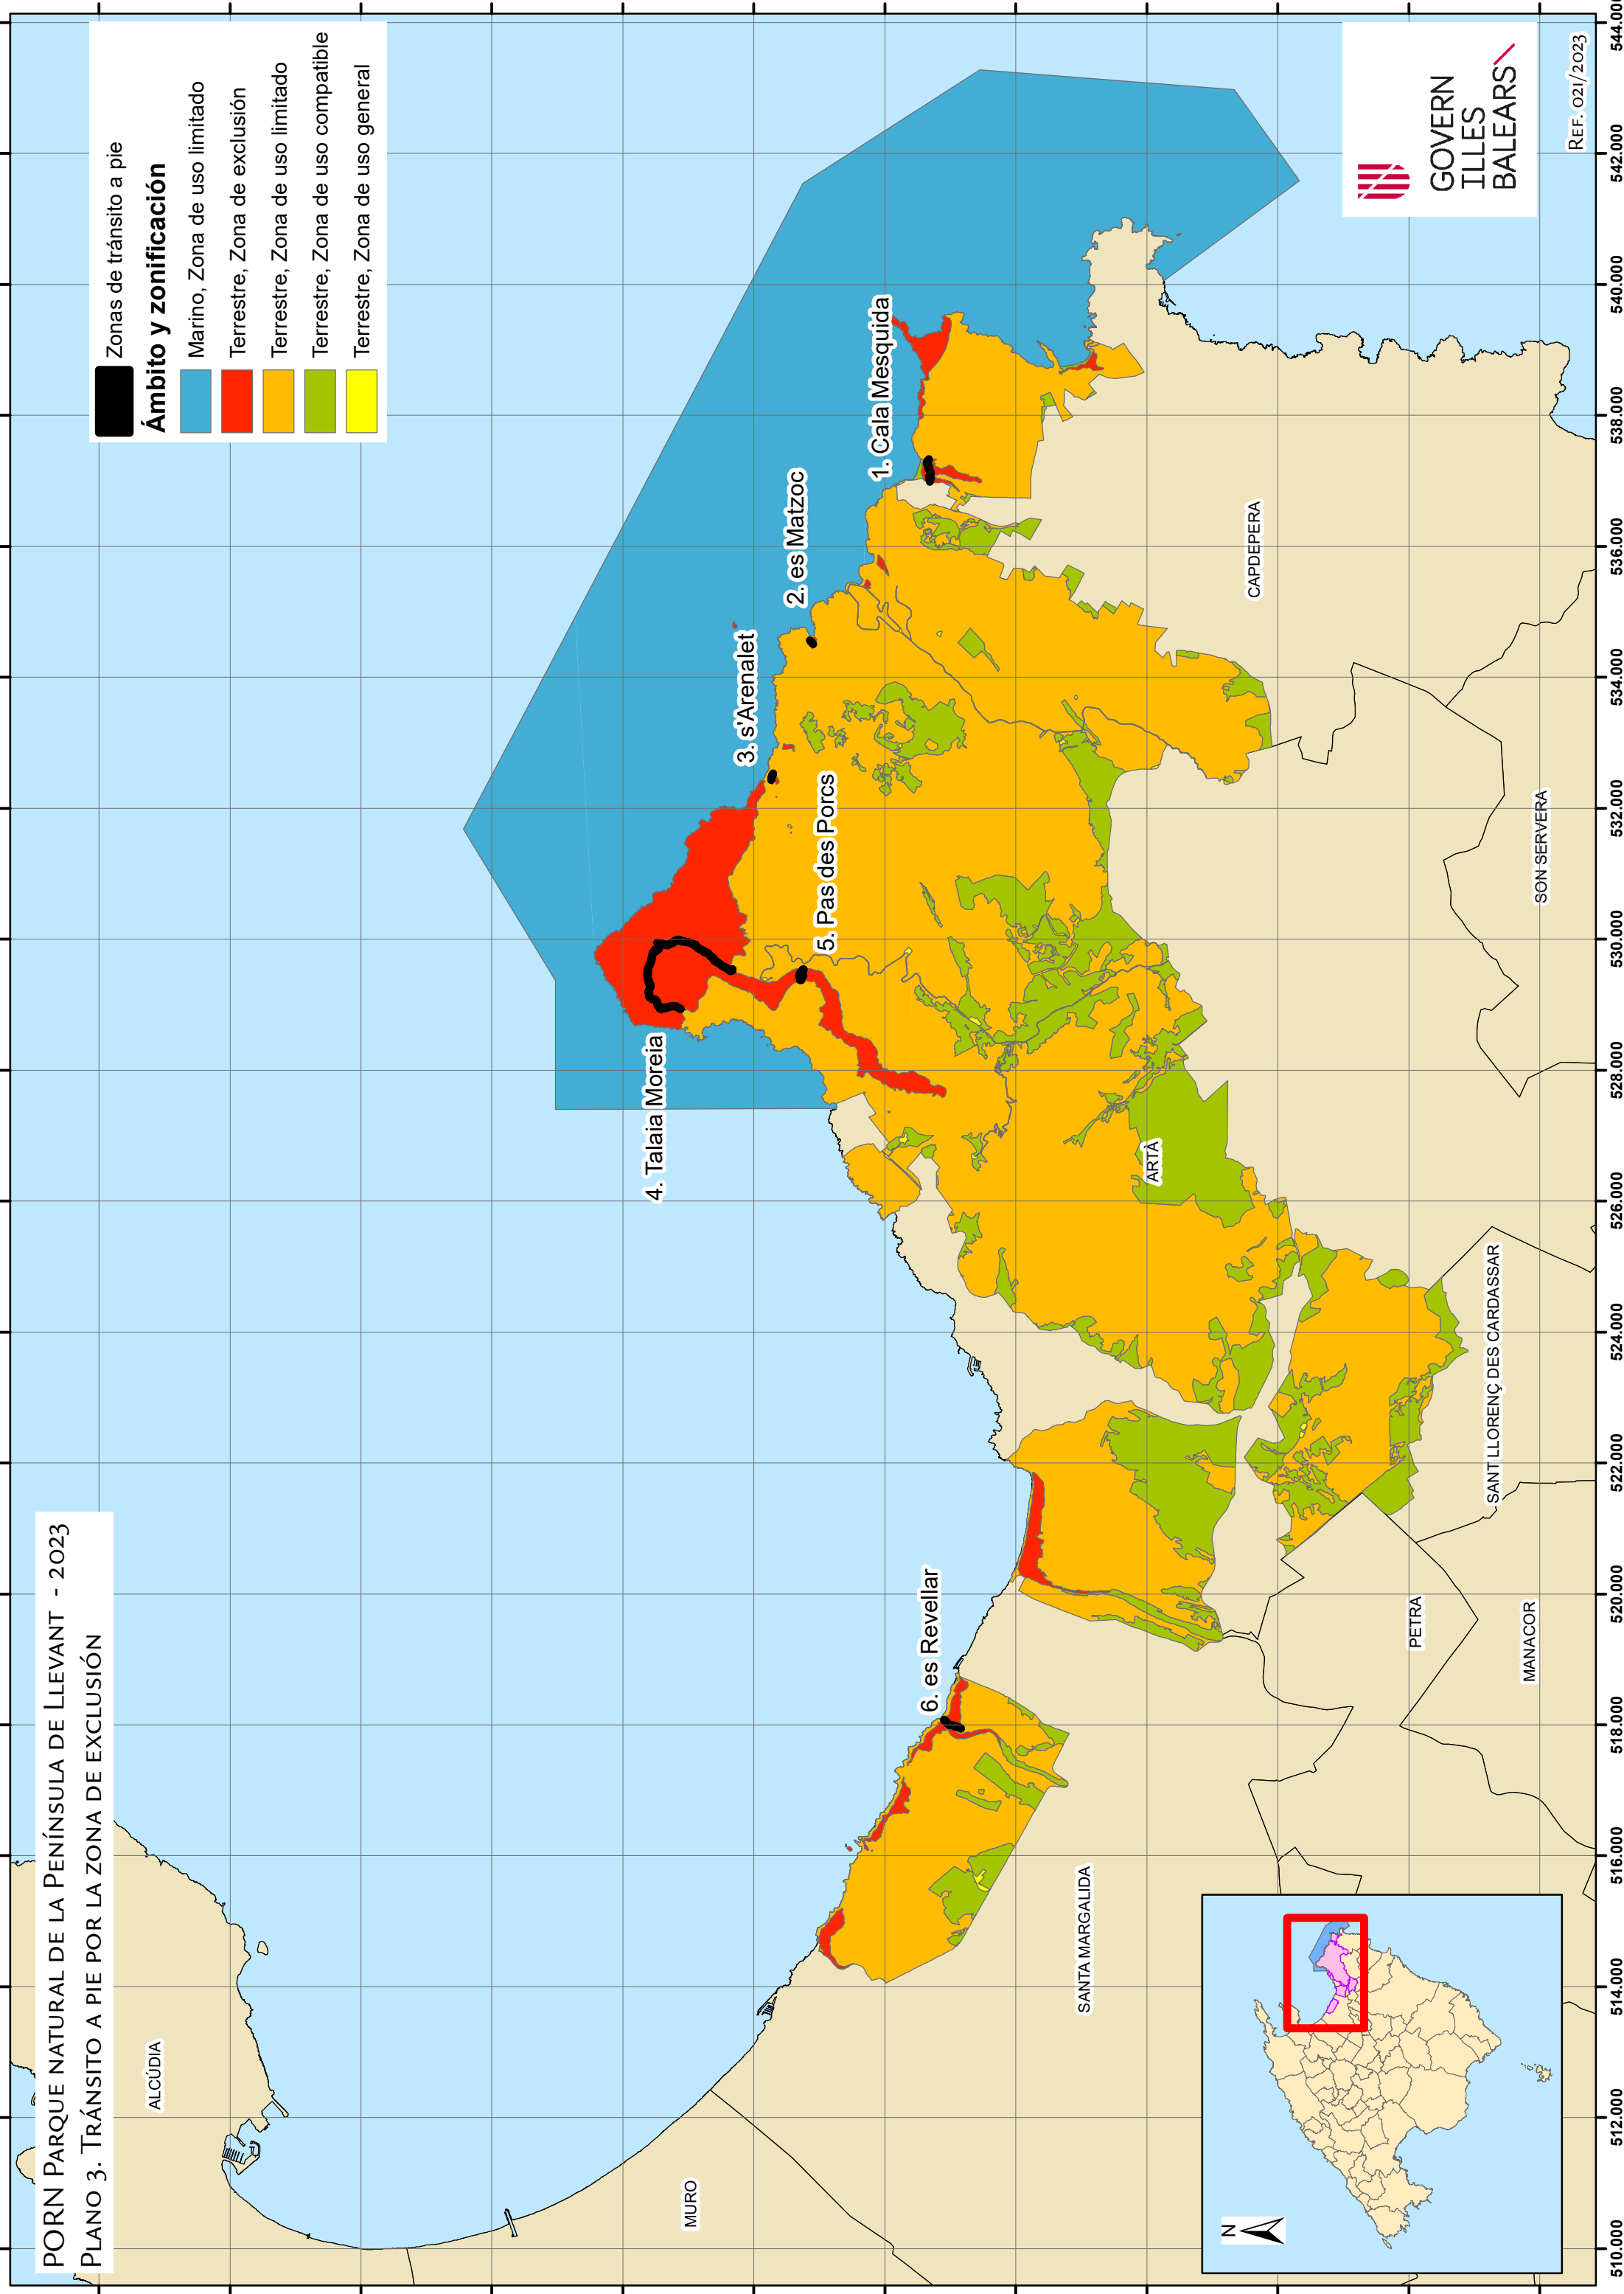 PORN Parque natural de la Península de Llevant - 2023
Plano 3. Tránsito a pie por la zona de exclusión
Zonas de tránsito a pie
Ámbito y zonificación
Marino, Zona de uso limitado
Terrestre, Zona de exclusión
Terrestre, Zona de uso limitado
Terrestre, Zona de uso compatible
Terrestre, Zona de uso general
ALCÚDIA
4. Talaia Moreia
3. s'Arenalet
2. es Matzoc
1. Cala Mesquida
5. Pas des Porcs
6. es Revellar
MURO
SANTA MARGALIDA
ARTÀ
CAPDEPERA
PETRA
MANACOR
SANT LLORENÇ DES CARDASSAR
SON SERVERA
N
GOVERN
ILLES
BALEARS
Ref. 021/2023
510.000 512.000 514.000 516.000 518.000 520.000 522.000 524.000 526.000 528.000 530.000 532.000 534.000 536.000 538.000 540.000 542.000 544.000